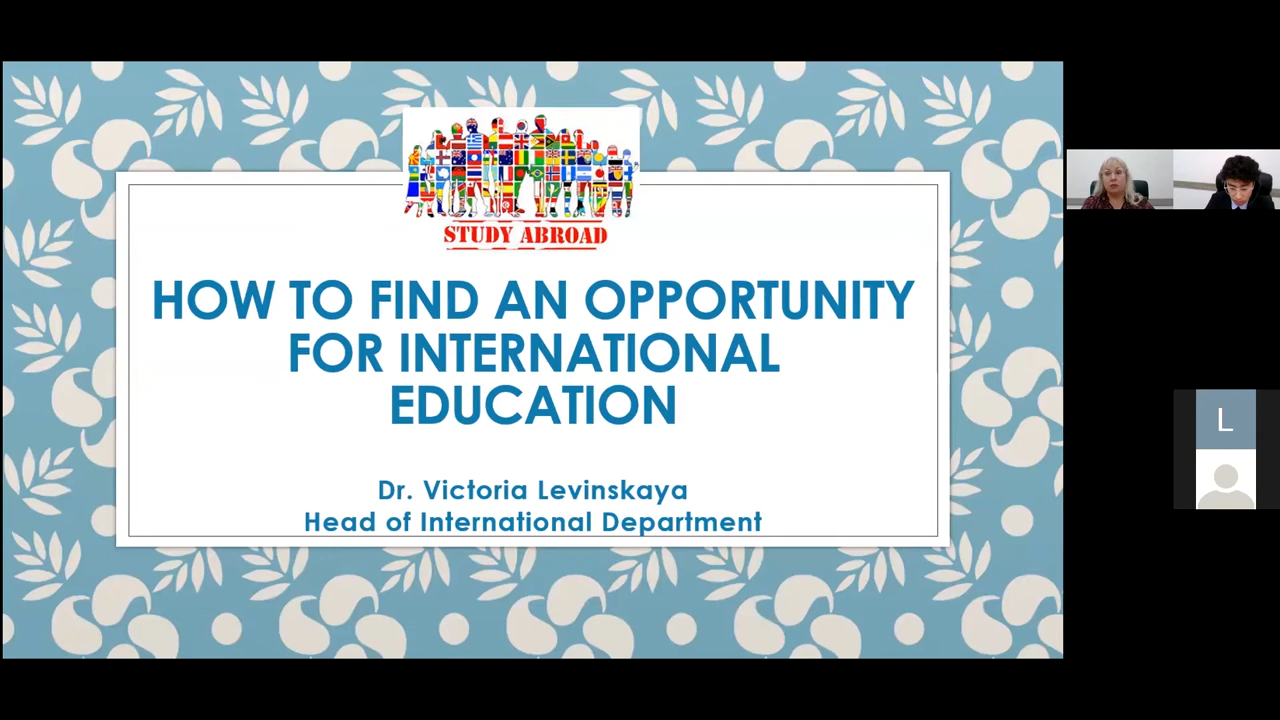 STUDY ABROAD
HOW TO FIND AN OPPORTUNITY
FOR INTERNATIONAL
EDUCATION
Dr. Victoria Levinskaya
Head of International Department
L